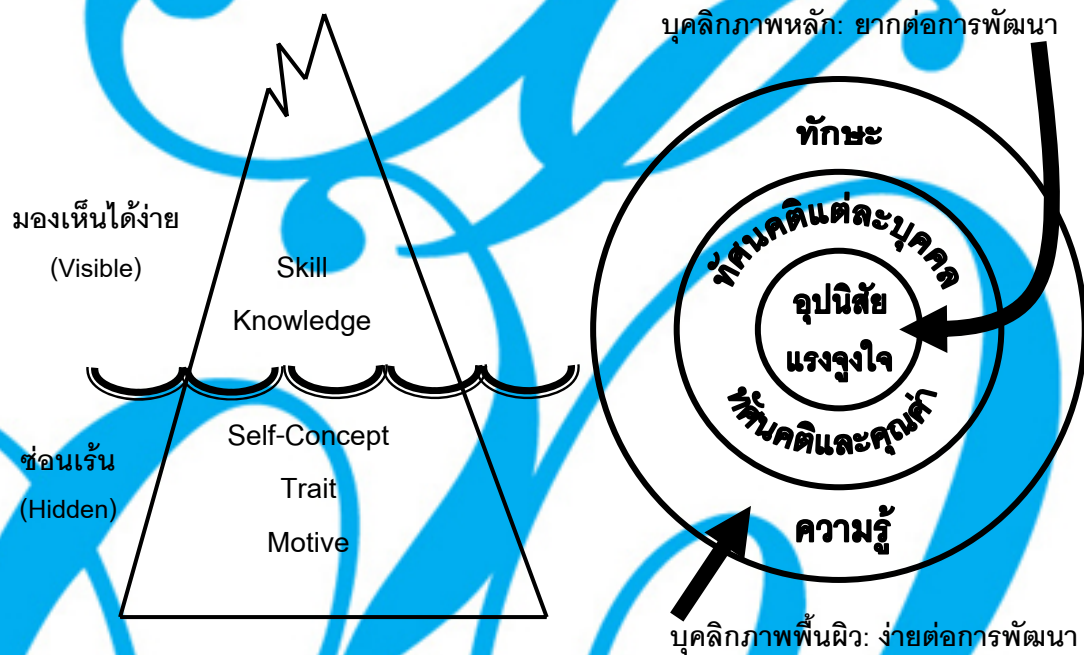 มองเห็นได้ง่าย
(Visible)
Skill
Knowledge
ซ่อนเร้น
(Hidden)
Self-Concept
Trait
Motive
บุคลิกภาพหลัก: ยากต่อการพัฒนา
ทักษะ
ทัศนคติแต่ละบุคคล
อุปนิสัย
แรงจูงใจ
ทัศนคติและคุณค่า
ความรู้
บุคลิกภาพพื้นผิว: ง่ายต่อการพัฒนา